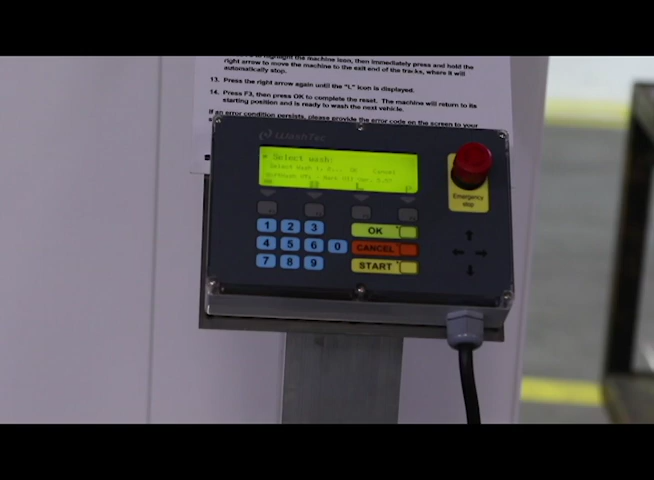 to highlight the machine icon, then immediately press and hold the
right arrow to move the machine to the exit end of the tracks, where it will
automatically stop.
13. Press the right arrow again until the "L" icon is displayed.
14. Press F3, then press OK to complete the reset. The machine will return to its
starting position and is ready to wash the next vehicle.
If an error condition persists, please provide the error code on the screen to your
WashTec
Select wash:
Select wash OK Cancel
Emergency
stop
1 2 3 OK
4 5 6 0 CANCEL
7 8 9 START